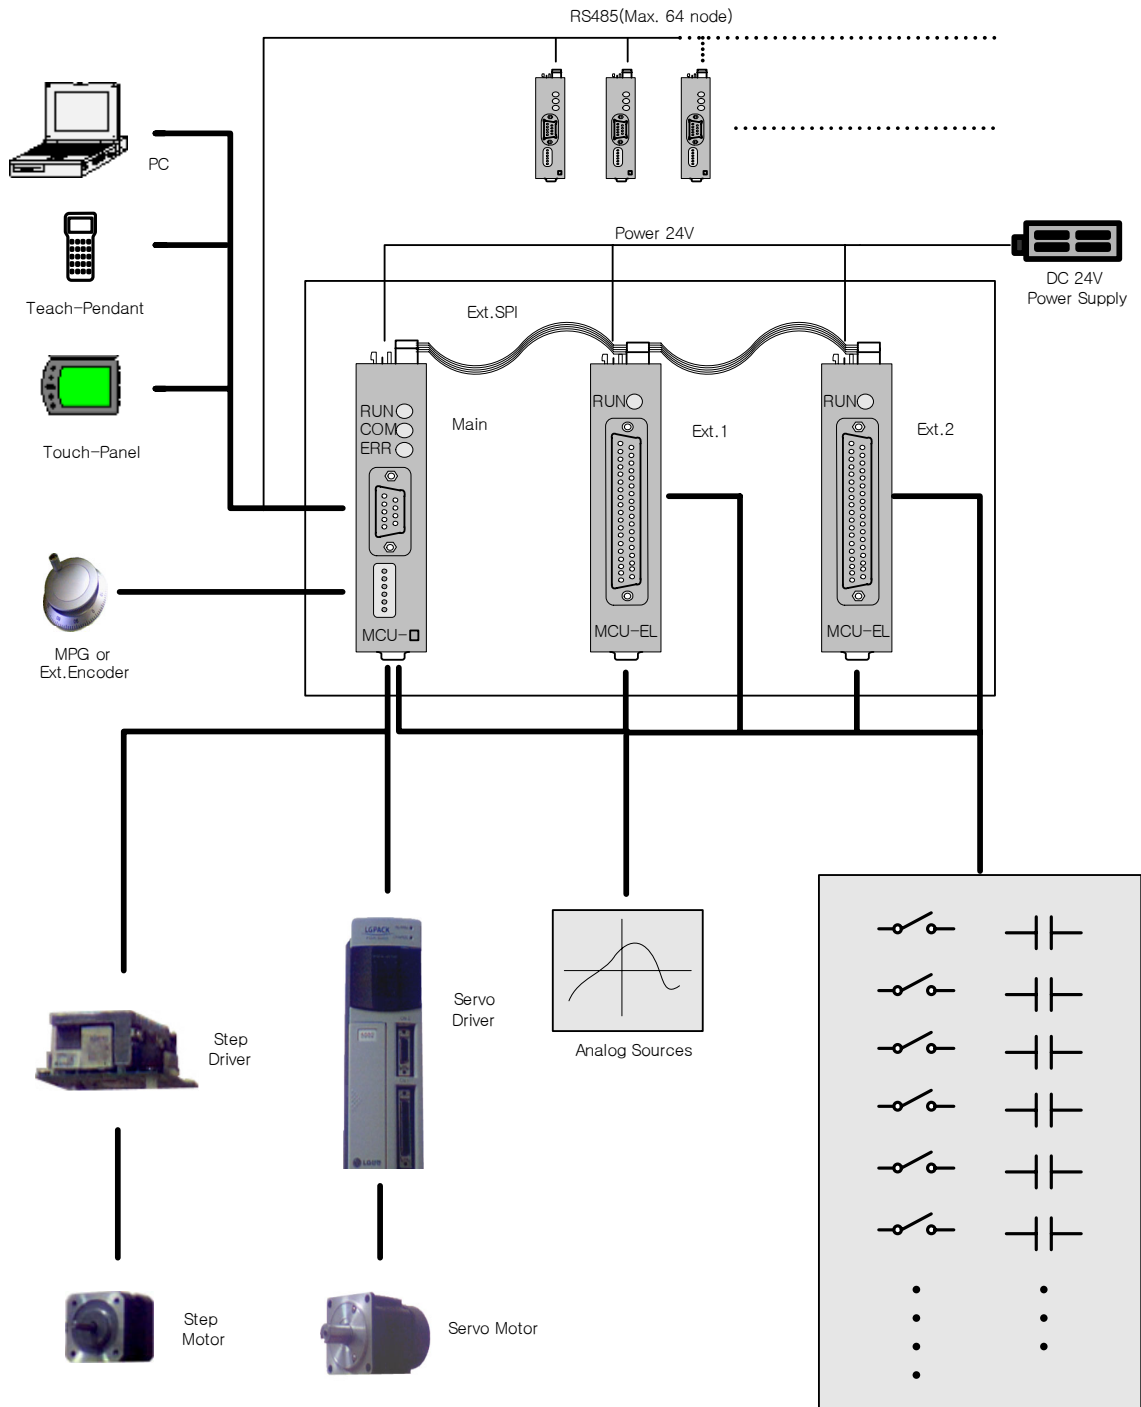 RS485(Max. 64 node)
PC
Power 24V
DC 24V
Power Supply
Teach-Pendant
Ext.SPI
RUN
COM
ERR
Main
RUN
Ext.1
RUN
Ext.2
Touch-Panel
MCU-
MCU-EL
MCU-EL
MPG or
Ext.Encoder
LGPACK
Servo
Driver
Step
Driver
Analog Sources
Step
Motor
Servo Motor